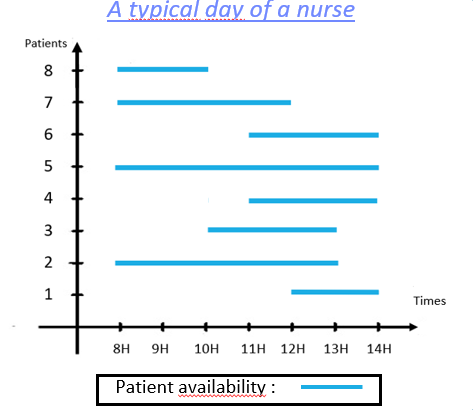 A typical day of a nurse
Patients
8
7
6
5
4
3
2
1
Times
8H 9H 10H 11H 12H 13H 14H
Patient availability :